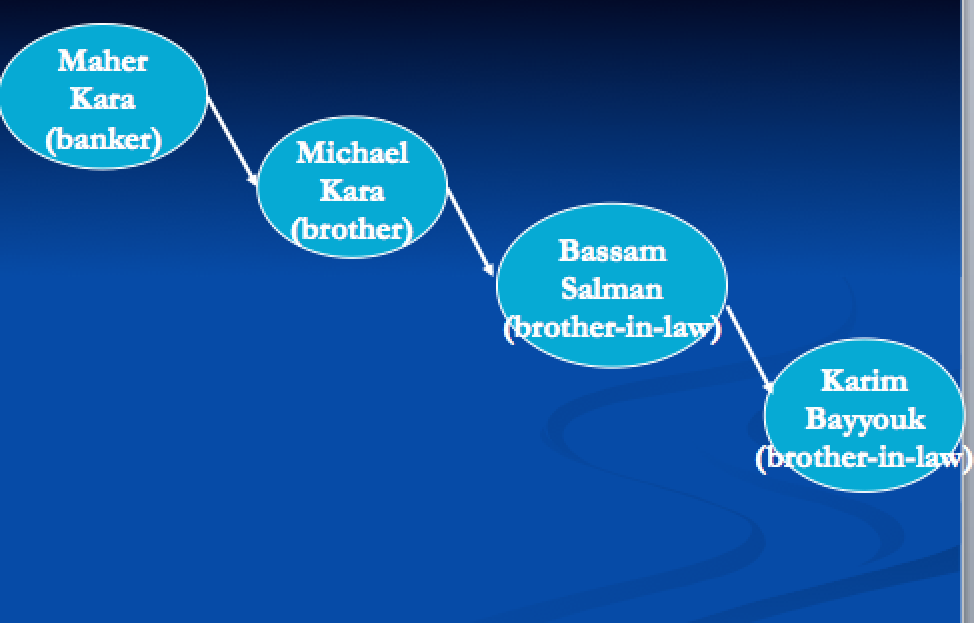 Maher
Kara
(banker)
Michael
Kara
(brother)
Bassam
Salman
(brother-in-law)
Karim
Bayyouk
(brother-in-law)